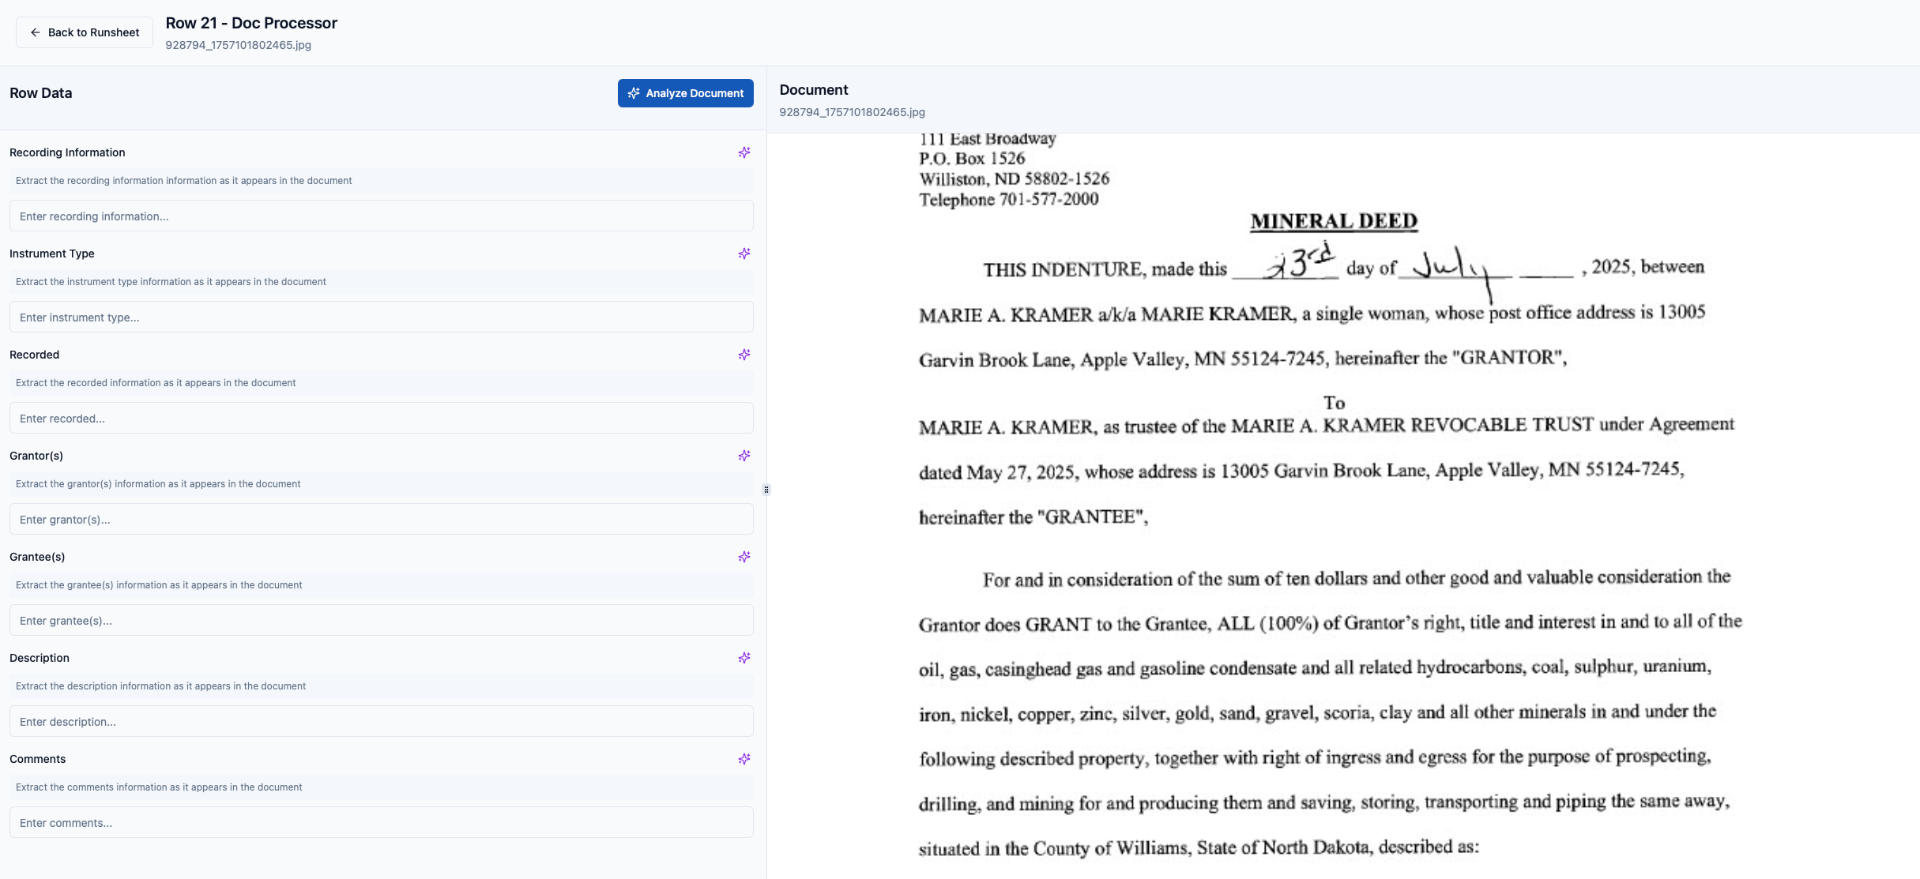 Back to Runsheet
Row 21 - Doc Processor
928794_1757101802465.jpg
Row Data
Analyze Document
Recording Information
Extract the recording information information as it appears in the document
Enter recording information...
Instrument Type
Extract the instrument type information as it appears in the document
Enter instrument type...
Recorded
Extract the recorded information as it appears in the document
Enter recorded...
Grantor(s)
Extract the grantor(s) information as it appears in the document
Enter grantor(s)...
Grantee(s)
Extract the grantee(s) information as it appears in the document
Enter grantee(s)...
Description
Extract the description information as it appears in the document
Enter description...
Comments
Extract the comments information as it appears in the document
Enter comments...
Document
928794_1757101802465.jpg
111 East Broadway
P.O. Box 1526
Williston, ND 58802-1526
Telephone 701-577-2000
MINERAL DEED
THIS INDENTURE, made this 23rd day of July , 2025, between
MARIE A. KRAMER a/k/a MARIE KRAMER, a single woman, whose post office address is 13005
Garvin Brook Lane, Apple Valley, MN 55124-7245, hereinafter the "GRANTOR",
To
MARIE A. KRAMER, as trustee of the MARIE A. KRAMER REVOCABLE TRUST under Agreement
dated May 27, 2025, whose address is 13005 Garvin Brook Lane, Apple Valley, MN 55124-7245,
hereinafter the "GRANTEE",
For and in consideration of the sum of ten dollars and other good and valuable consideration the
Grantor does GRANT to the Grantee, ALL (100%) of Grantor's right, title and interest in and to all of the
oil, gas, casinghead gas and gasoline condensate and all related hydrocarbons, coal, sulphur, uranium,
iron, nickel, copper, zinc, silver, gold, sand, gravel, scoria, clay and all other minerals in and under the
following described property, together with right of ingress and egress for the purpose of prospecting,
drilling, and mining for and producing them and saving, storing, transporting and piping the same away,
situated in the County of Williams, State of North Dakota, described as: